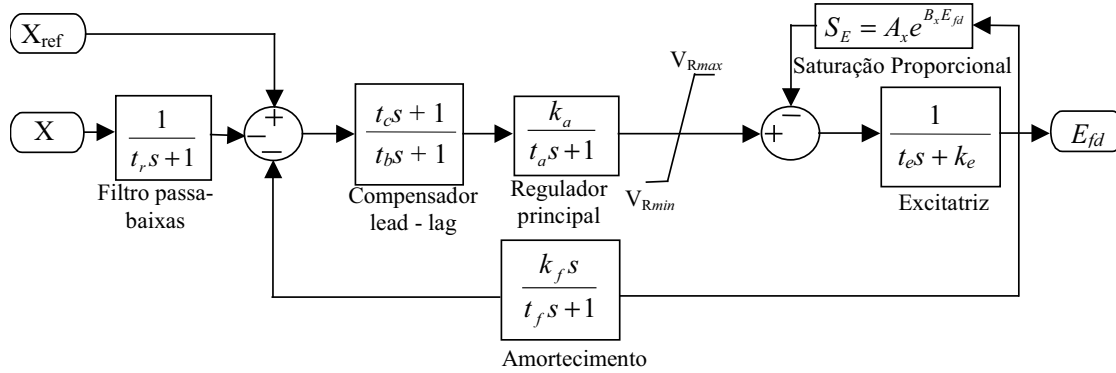 X_ref
X
1
t_r s + 1
Filtro passa-
baixas
+
−
−
t_c s + 1
t_b s + 1
Compensador
lead - lag
k_a
t_a s + 1
Regulador
principal
V_Rmax
V_Rmin
+
−
S_E = A_x e^{B_x E_fd}
Saturação Proporcional
1
t_e s + k_e
Excitatriz
E_fd
k_f s
t_f s + 1
Amortecimento